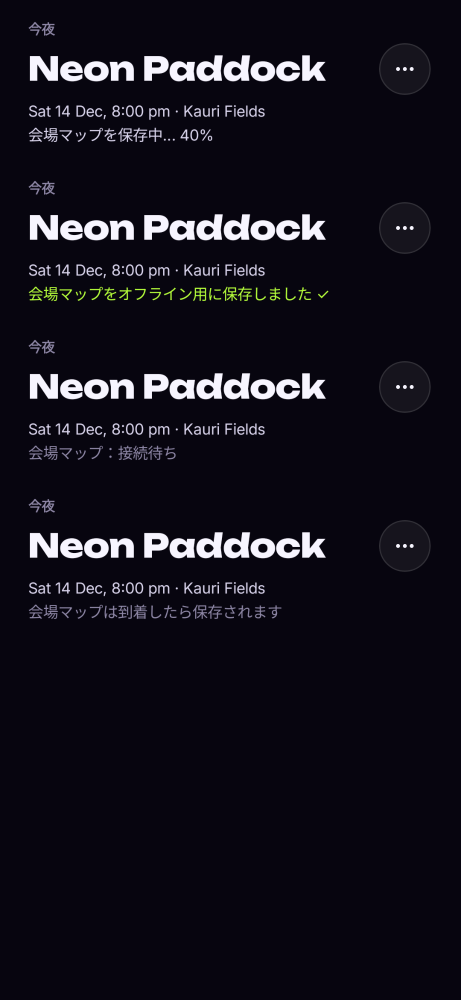 今夜
Neon Paddock
Sat 14 Dec, 8:00 pm · Kauri Fields
会場マップを保存中... 40%
今夜
Neon Paddock
Sat 14 Dec, 8:00 pm · Kauri Fields
会場マップをオフライン用に保存しました ✓
今夜
Neon Paddock
Sat 14 Dec, 8:00 pm · Kauri Fields
会場マップ：接続待ち
今夜
Neon Paddock
Sat 14 Dec, 8:00 pm · Kauri Fields
会場マップは到着したら保存されます